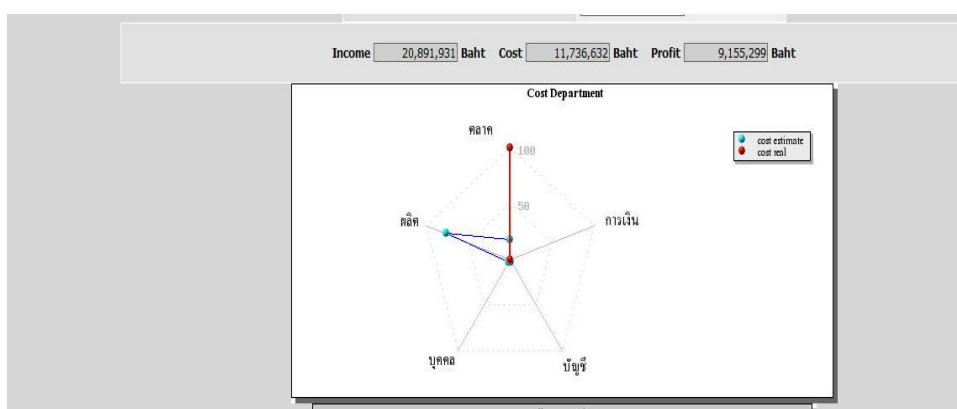 Income 20,891,931 Baht Cost 11,736,632 Baht Profit 9,155,299 Baht
Cost Department
ตลาด
cost estimate
cost real
100
50
ผลิต
การเงิน
บุคคล
บัญชี